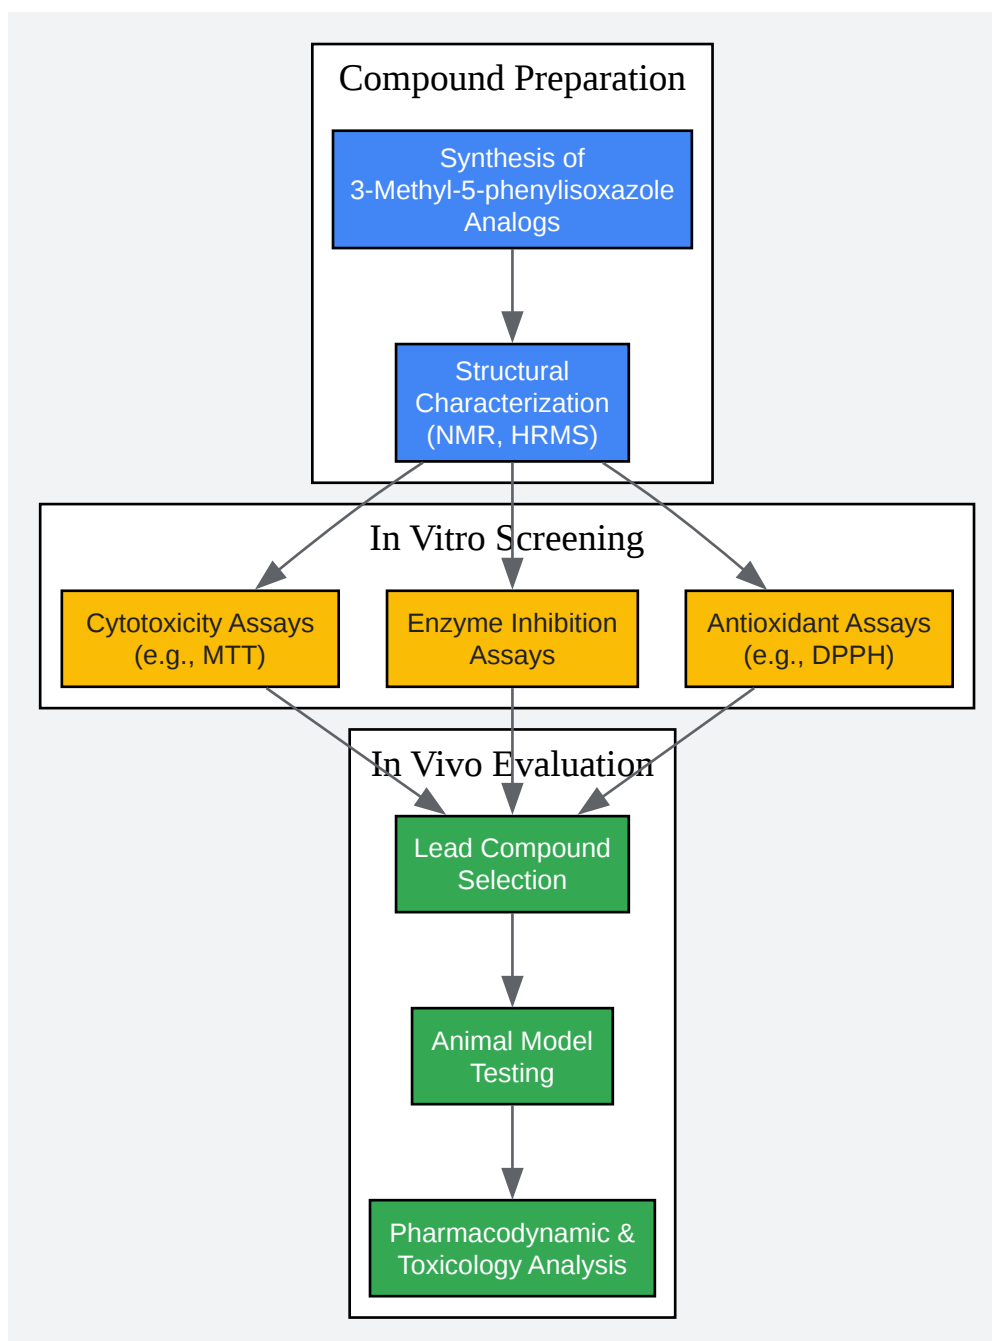 Compound Preparation
Synthesis of
3-Methyl-5-phenylisoxazole
Analogs
Structural
Characterization
(NMR, HRMS)
In Vitro Screening
Cytotoxicity Assays
(e.g., MTT)
Enzyme Inhibition
Assays
Antioxidant Assays
(e.g., DPPH)
In Vivo Evaluation
Lead Compound
Selection
Animal Model
Testing
Pharmacodynamic &
Toxicology Analysis